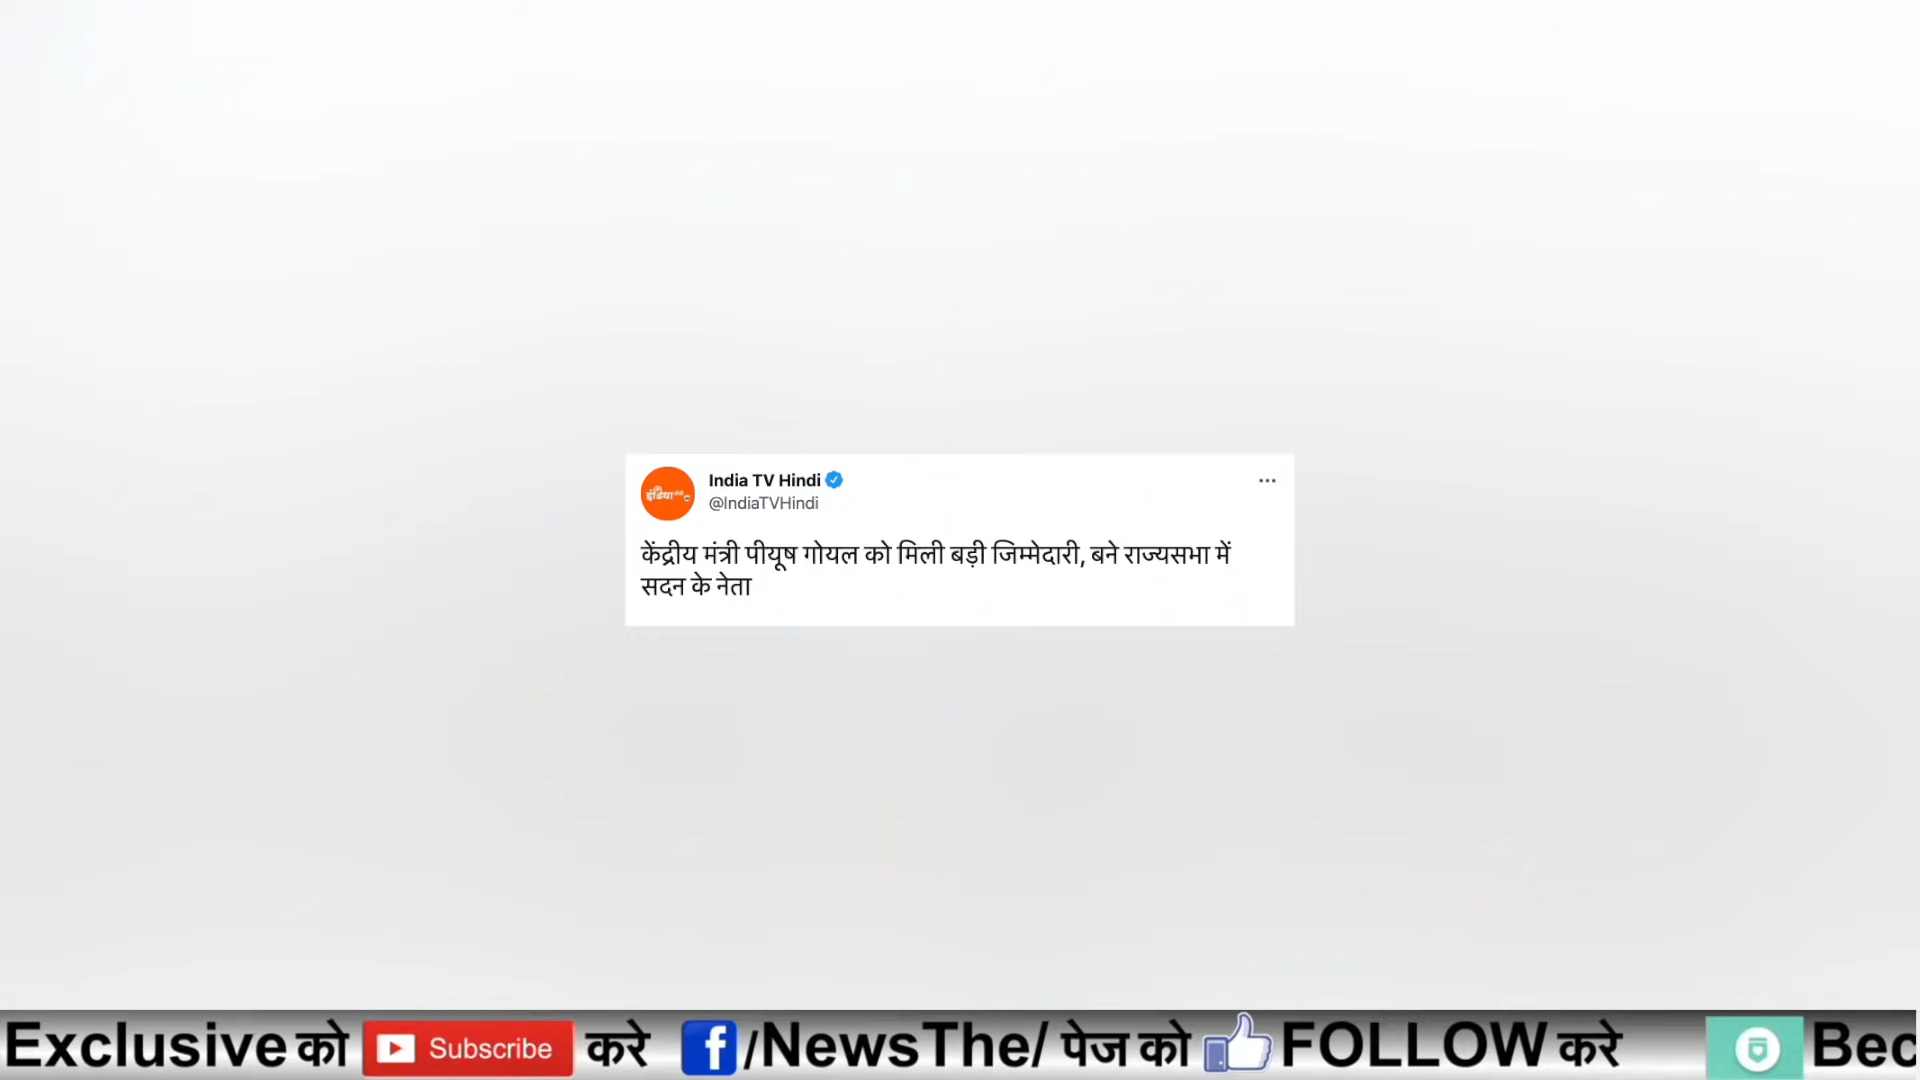 India TV Hindi
@IndiaTVHindi
केंद्रीय मंत्री पीयूष गोयल को मिली बड़ी जिम्मेदारी, बने राज्यसभा में
सदन के नेता
Exclusive को Subscribe करे f/NewsThe/ पेज को FOLLOW करे Bec